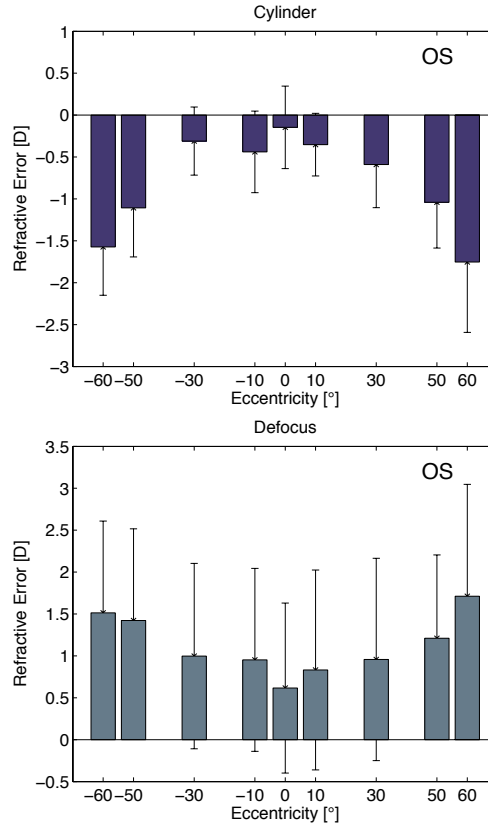 Cylinder
1
0.5
0
−0.5
−1
−1.5
−2
−2.5
−3
Refractive Error [D]
OS
−60 −50 −30 −10 0 10 30 50 60
Eccentricity [°]
Defocus
3.5
3
2.5
2
1.5
1
0.5
0
−0.5
Refractive Error [D]
OS
−60 −50 −30 −10 0 10 30 50 60
Eccentricity [°]